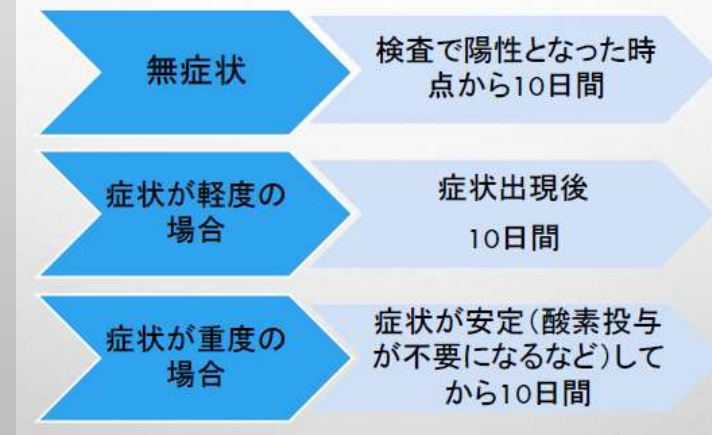 無症状
検査で陽性となった時
点から10日間
症状が軽度の
場合
症状出現後
10日間
症状が重度の
場合
症状が安定(酸素投与
が不要になるなど)して
から10日間